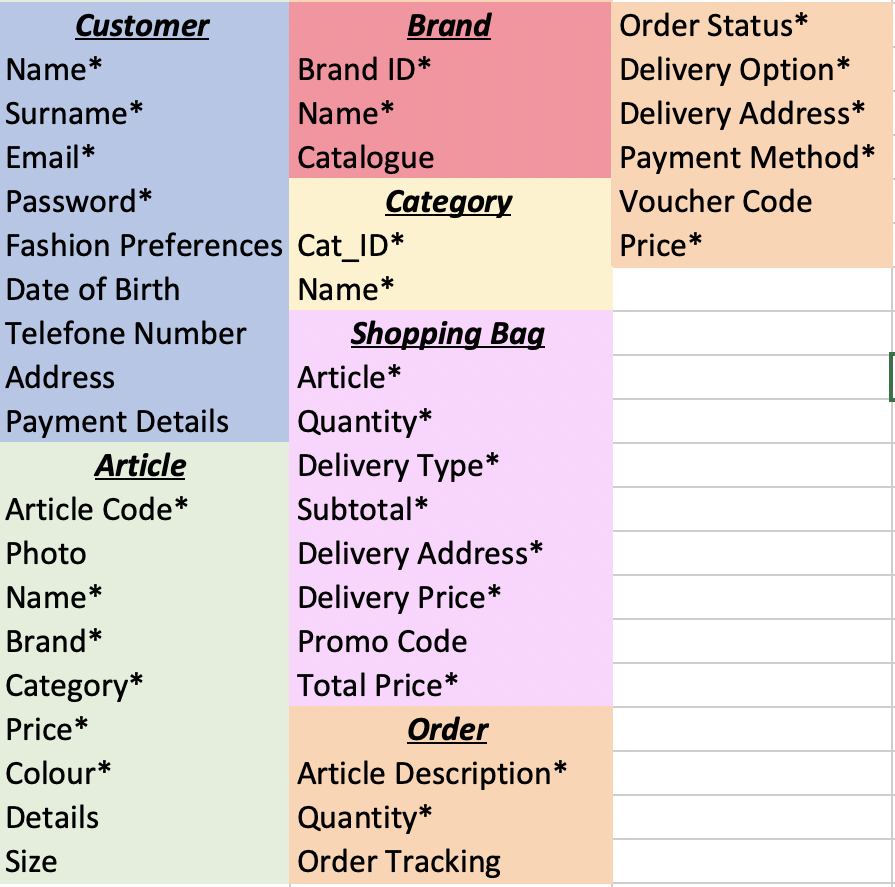 Customer
Name*
Surname*
Email*
Password*
Fashion Preferences
Date of Birth
Telefone Number
Address
Payment Details
Article
Article Code*
Photo
Name*
Brand*
Category*
Price*
Colour*
Details
Size
Brand
Brand ID*
Name*
Catalogue
Category
Cat_ID*
Name*
Shopping Bag
Article*
Quantity*
Delivery Type*
Subtotal*
Delivery Address*
Delivery Price*
Promo Code
Total Price*
Order
Article Description*
Quantity*
Order Tracking
Order Status*
Delivery Option*
Delivery Address*
Payment Method*
Voucher Code
Price*